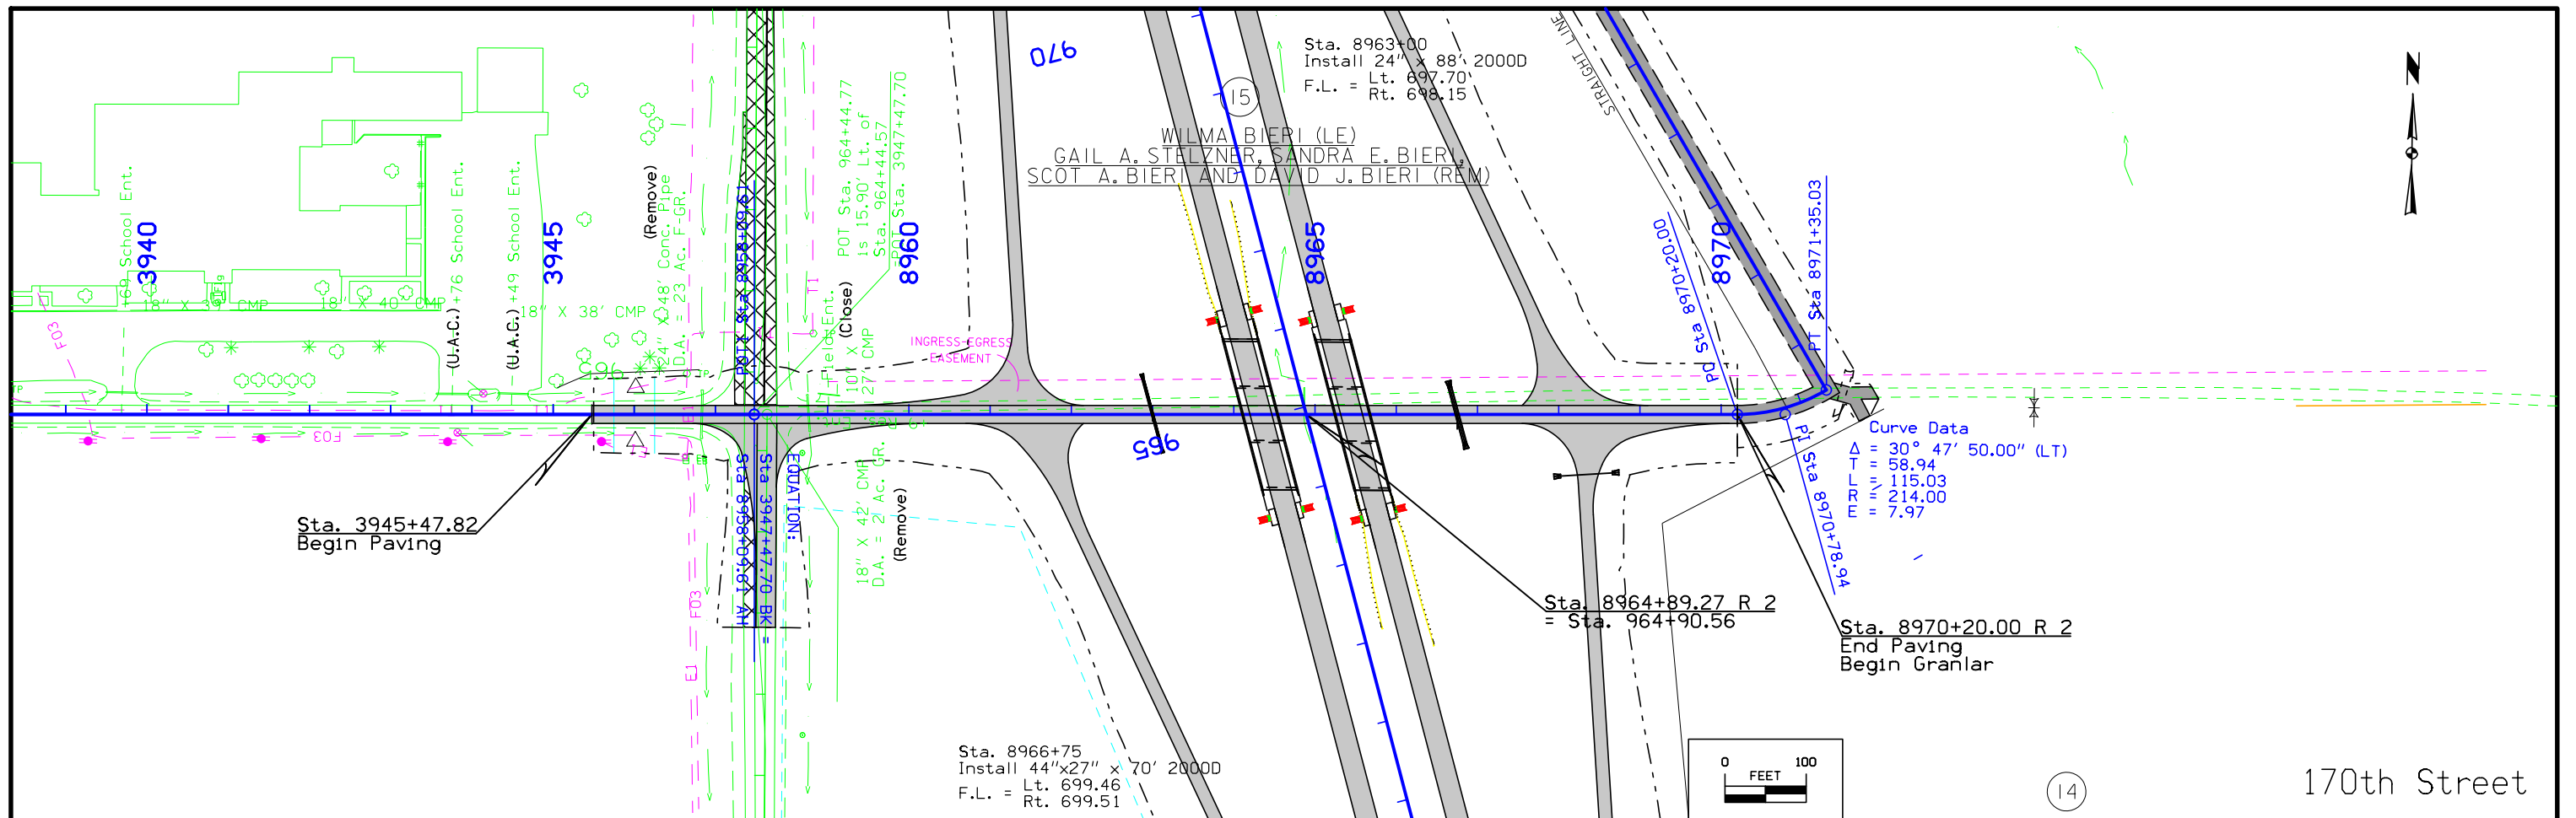 970
Sta. 8963+00
Install 24" x 88' 2000D
F.L. = Lt. 697.70
Rt. 698.15
STRAIGHT LINE
N
15
WILMA BIERI (LE)
GAIL A. STELZNER, SANDRA E. BIERI,
SCOT A. BIERI AND DAVID J. BIERI (REM)
+69 School Ent.
3940
+76 School Ent.
(U.A.C.)
+49 School Ent.
(U.A.C.)
3945
18" X 39' CMP
18" X 40' CMP
18" X 38' CMP
(Remove)
24" X 48' Conc. Pipe
D.A. = 23 Ac. F-GR.
POT Sta. 964+44.77
is 15.90' Lt. of
Sta. 964+44.57
=POT Sta. 3947+47.70
8960
Field Ent.
(Close)
10" X
27' CMP
T1
INGRESS-EGRESS
EASEMENT
8965
PC Sta 8970+20.00
8970
PT Sta 8971+35.03
F03
F03
E1
965
Curve Data
Δ = 30° 47' 50.00" (LT)
T = 58.94
L = 115.03
R = 214.00
E = 7.97
PI Sta 8970+78.94
EQUATION:
Sta 3947+47.70 BK =
Sta 8958+09.61 AH
18" X 42' CMP
D.A. = 2 Ac. GR.
(Remove)
Sta. 3945+47.82
Begin Paving
E1
F03
Sta. 8964+89.27 R 2
= Sta. 964+90.56
Sta. 8970+20.00 R 2
End Paving
Begin Granlar
Sta. 8966+75
Install 44"x27" x 70' 2000D
F.L. = Lt. 699.46
Rt. 699.51
0 100
FEET
14
170th Street